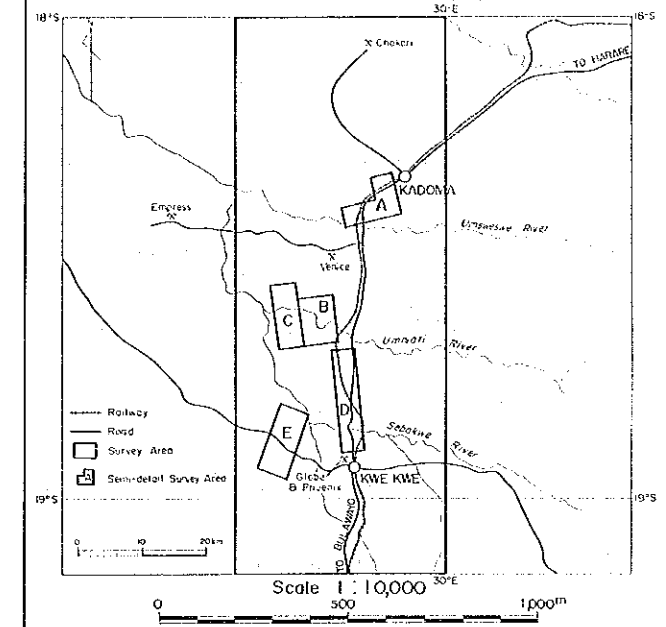 18°S
30°E
18°S
Chakari
TO HARARE
KADOMA
A
Empress
Umsweswe River
Venice
B
C
Umniati River
D
Railway
Road
Survey Area
A Semi-detail Survey Area
E
Sebakwe River
Globe & Phoenix
KWE KWE
19°S
19°S
TO BULAWAYO
0 10 20km
30°E
Scale 1:10,000
0 500 1,000m